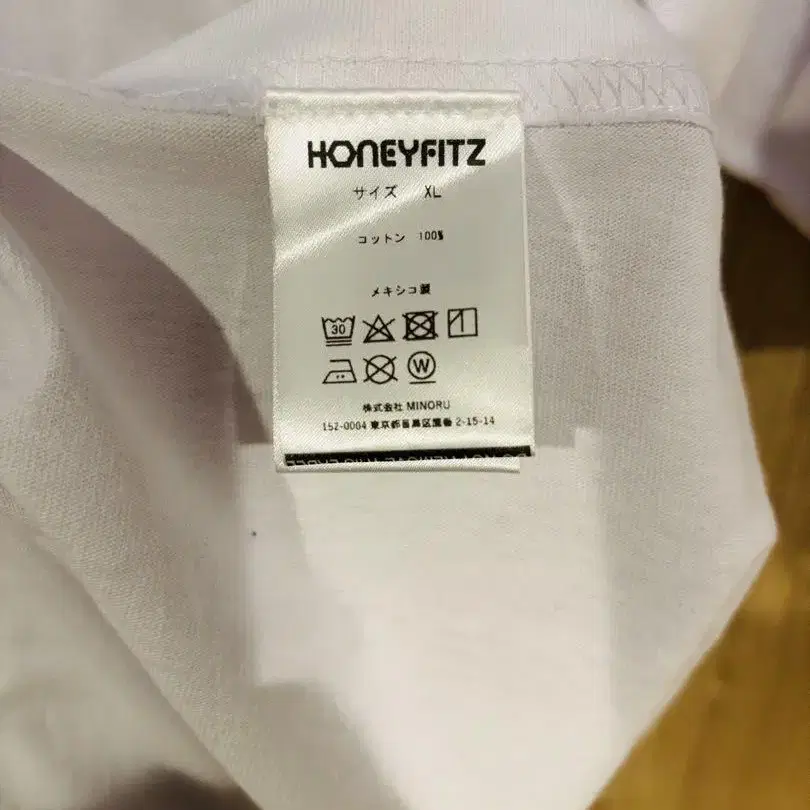 HONEYFITZ
サイズ XL
コットン 100%
メキシコ製
30
W
株式会社 MINORU
152-0004 東京都目黒区鷹番 2-15-14